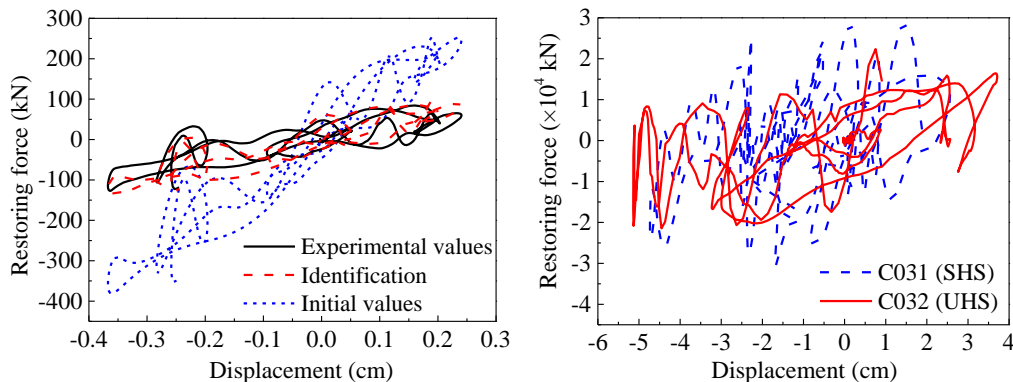 300
200
100
0
-100
-200
-300
-400
Restoring force (kN)
Experimental values
Identification
Initial values
-0.4 -0.3 -0.2 -0.1 0.0 0.1 0.2 0.3
Displacement (cm)
3
2
1
0
-1
-2
-3
-4
Restoring force (×10⁴ kN)
C031 (SHS)
C032 (UHS)
-6 -5 -4 -3 -2 -1 0 1 2 3 4
Displacement (cm)